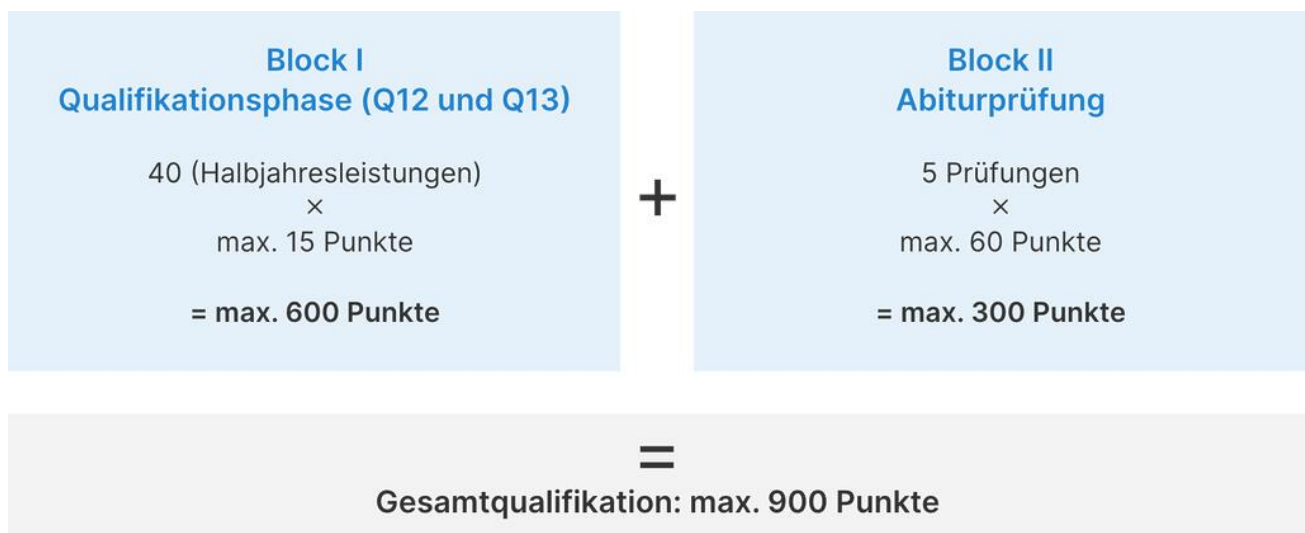 Block I
Qualifikationsphase (Q12 und Q13)
40 (Halbjahresleistungen)
×
max. 15 Punkte
= max. 600 Punkte
+
Block II
Abiturprüfung
5 Prüfungen
×
max. 60 Punkte
= max. 300 Punkte
=
Gesamtqualifikation: max. 900 Punkte